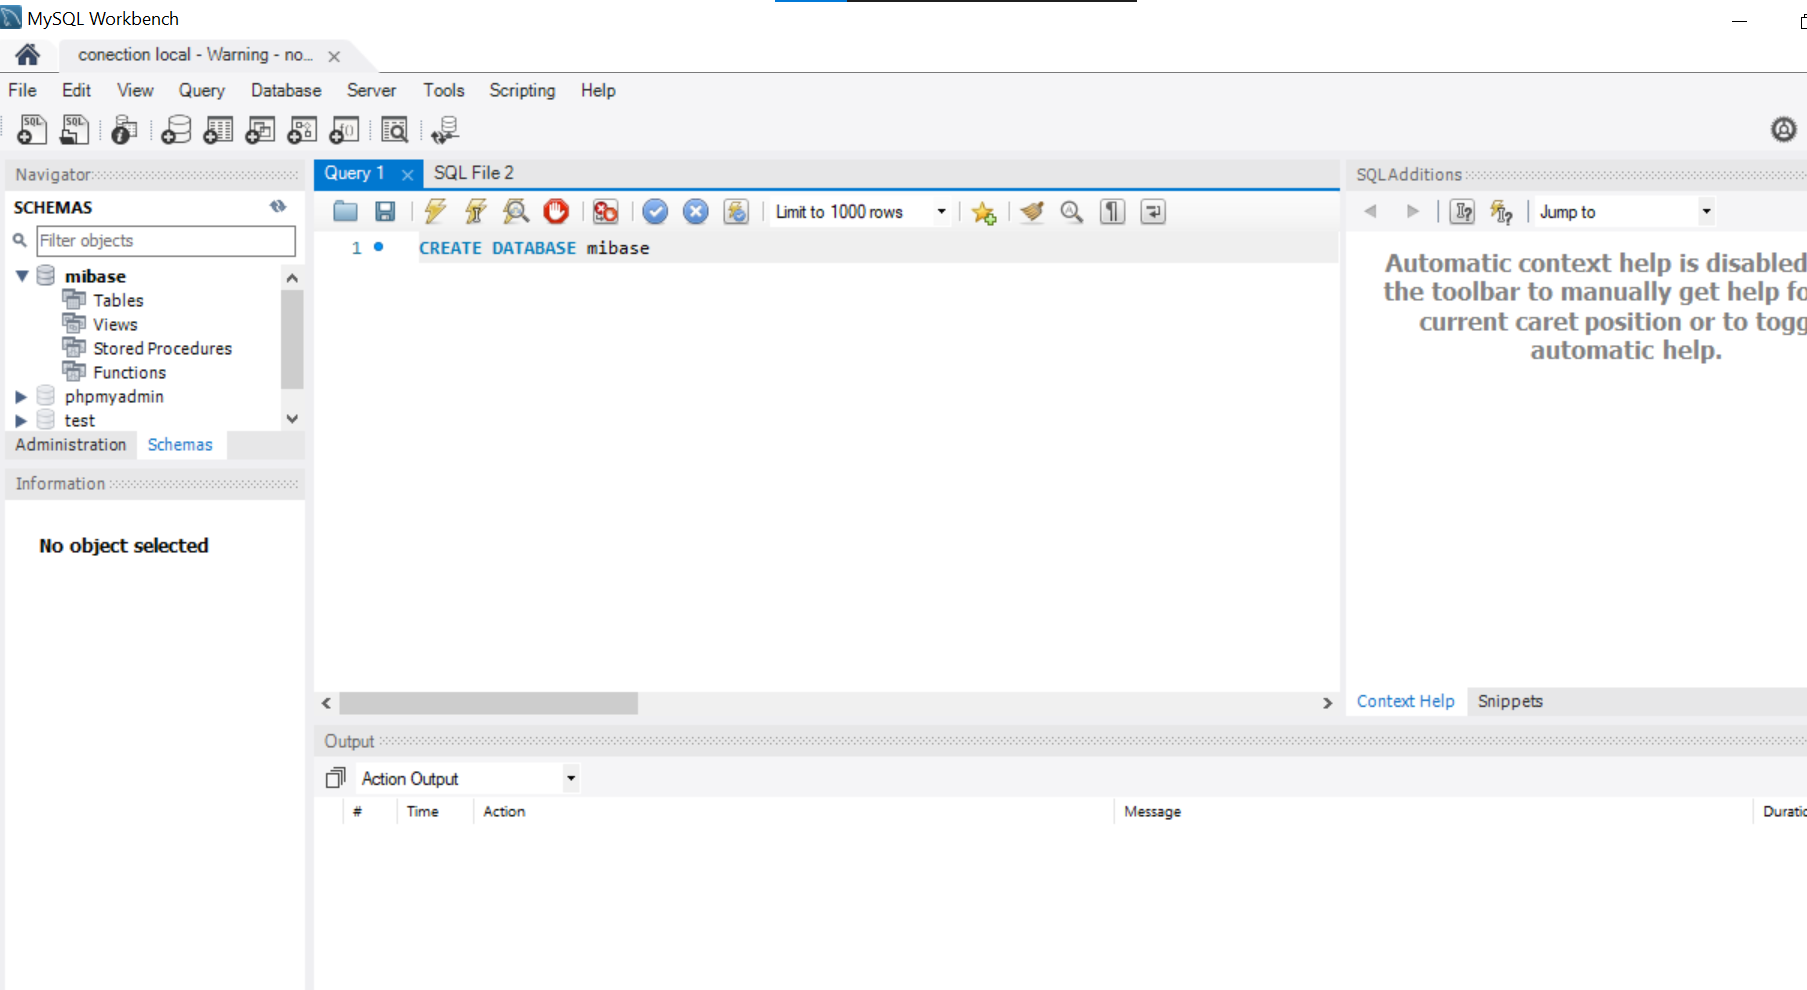 MySQL Workbench
conection local - Warning - no...
File Edit View Query Database Server Tools Scripting Help
Navigator
SCHEMAS
Filter objects
mibase
Tables
Views
Stored Procedures
Functions
phpmyadmin
test
Administration Schemas
Information
No object selected
Query 1 SQL File 2
Limit to 1000 rows
1 CREATE DATABASE mibase
SQLAdditions
Jump to
Automatic context help is disabled
the toolbar to manually get help fo
current caret position or to togg
automatic help.
Context Help Snippets
Output
Action Output
# Time Action Message Duratio